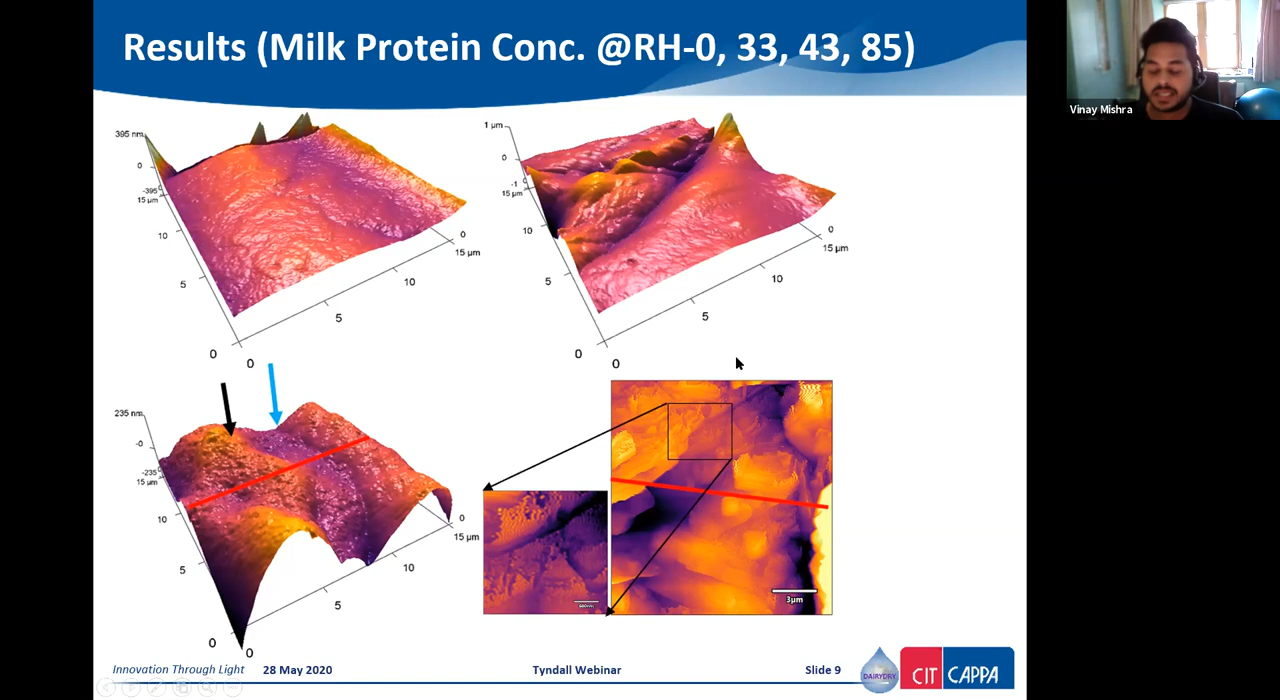 Results (Milk Protein Conc. @RH-0, 33, 43, 85)
Vinay Mishra
395 nm
0
-395
15 µm
10
5
0
0
5
10
15 µm
0
1 µm
0
-1
15 µm
10
5
0
0
5
10
15 µm
0
235 nm
-0
-235
15 µm
10
5
0
0
5
10
15 µm
0
600nm
3µm
Innovation Through Light
28 May 2020
Tyndall Webinar
Slide 9
DAIRYDRY
CIT
CAPPA